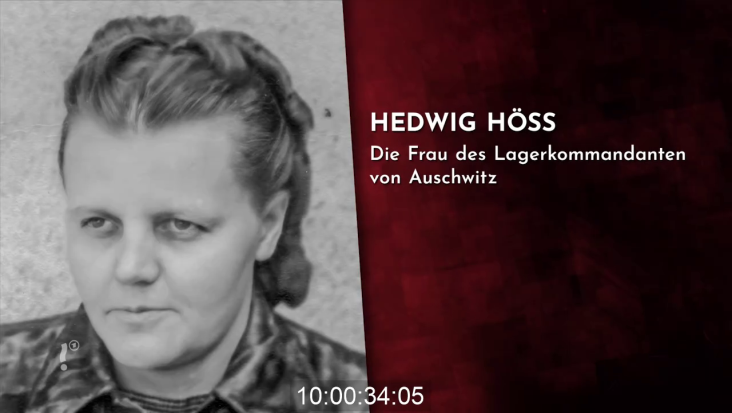 HEDWIG HÖSS
Die Frau des Lagerkommandanten
von Auschwitz
10:00:34:05